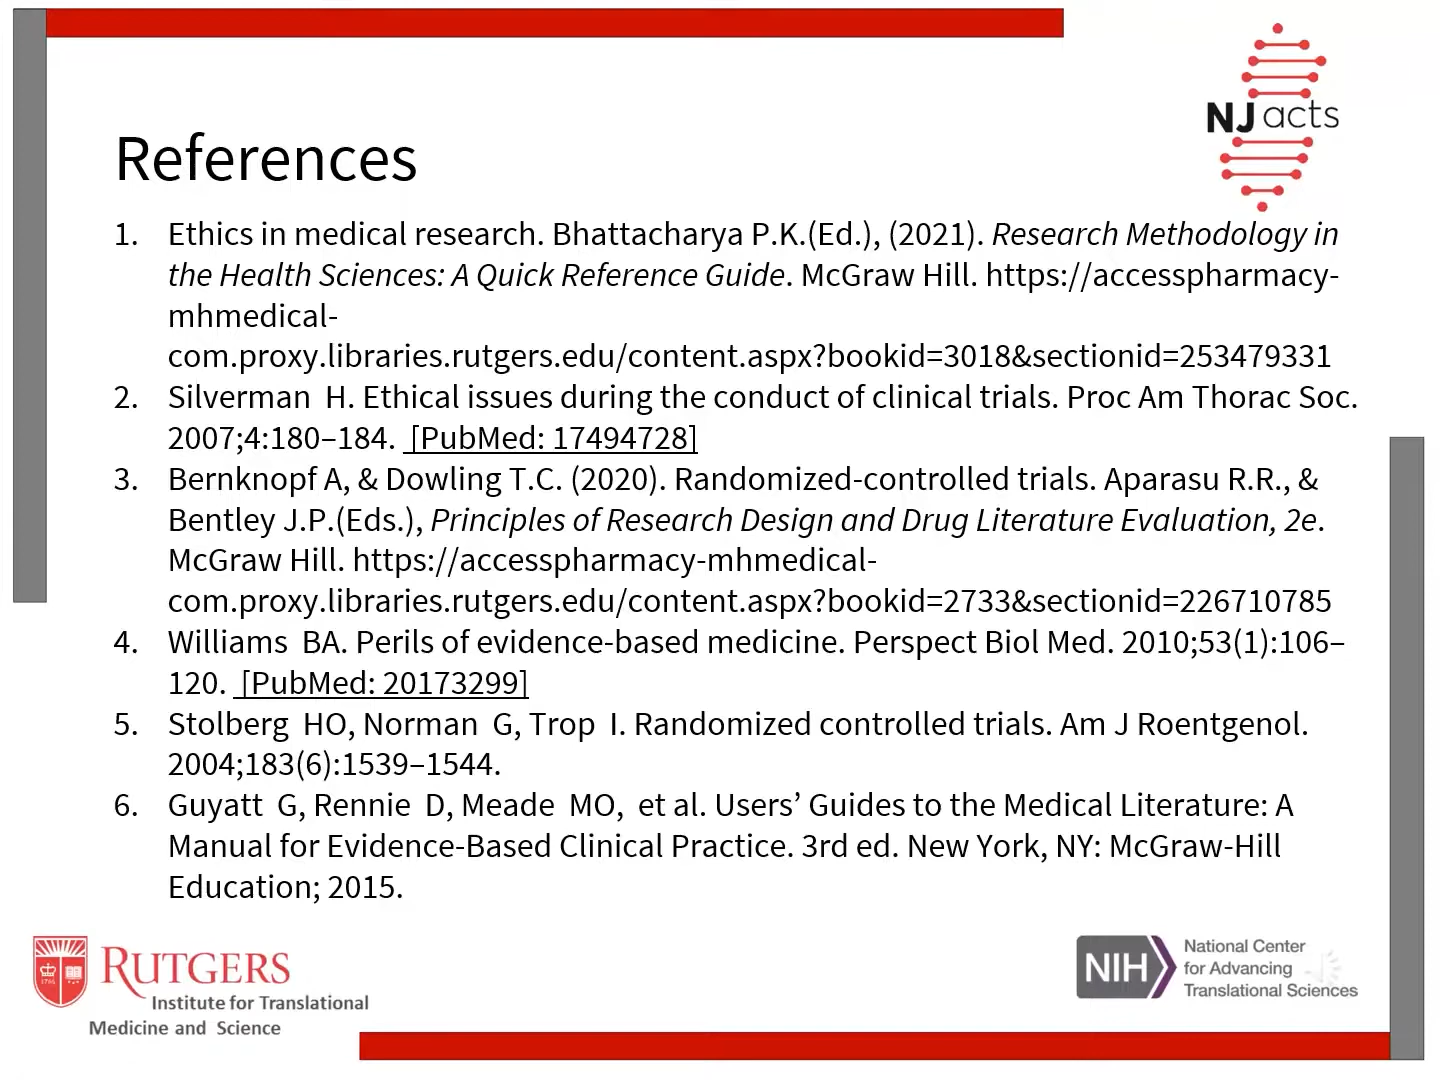 NJ acts
References
1. Ethics in medical research. Bhattacharya P.K.(Ed.), (2021). Research Methodology in
the Health Sciences: A Quick Reference Guide. McGraw Hill. https://accesspharmacy-
mhmedical-
com.proxy.libraries.rutgers.edu/content.aspx?bookid=3018&sectionid=253479331
2. Silverman H. Ethical issues during the conduct of clinical trials. Proc Am Thorac Soc.
2007;4:180–184. [PubMed: 17494728]
3. Bernknopf A, & Dowling T.C. (2020). Randomized-controlled trials. Aparasu R.R., &
Bentley J.P.(Eds.), Principles of Research Design and Drug Literature Evaluation, 2e.
McGraw Hill. https://accesspharmacy-mhmedical-
com.proxy.libraries.rutgers.edu/content.aspx?bookid=2733&sectionid=226710785
4. Williams BA. Perils of evidence-based medicine. Perspect Biol Med. 2010;53(1):106–
120. [PubMed: 20173299]
5. Stolberg HO, Norman G, Trop I. Randomized controlled trials. Am J Roentgenol.
2004;183(6):1539–1544.
6. Guyatt G, Rennie D, Meade MO, et al. Users’ Guides to the Medical Literature: A
Manual for Evidence-Based Clinical Practice. 3rd ed. New York, NY: McGraw-Hill
Education; 2015.
1766
RUTGERS
Institute for Translational
Medicine and Science
NIH
National Center
for Advancing
Translational Sciences